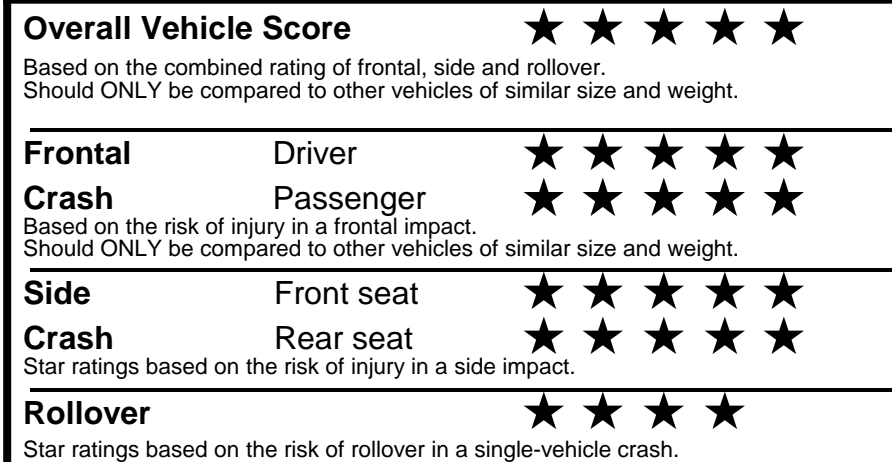 Overall Vehicle Score ★ ★ ★ ★ ★
Based on the combined rating of frontal, side and rollover.
Should ONLY be compared to other vehicles of similar size and weight.
Frontal Driver ★ ★ ★ ★ ★
Crash Passenger ★ ★ ★ ★ ★
Based on the risk of injury in a frontal impact.
Should ONLY be compared to other vehicles of similar size and weight.
Side Front seat ★ ★ ★ ★ ★
Crash Rear seat ★ ★ ★ ★ ★
Star ratings based on the risk of injury in a side impact.
Rollover ★ ★ ★ ★
Star ratings based on the risk of rollover in a single-vehicle crash.